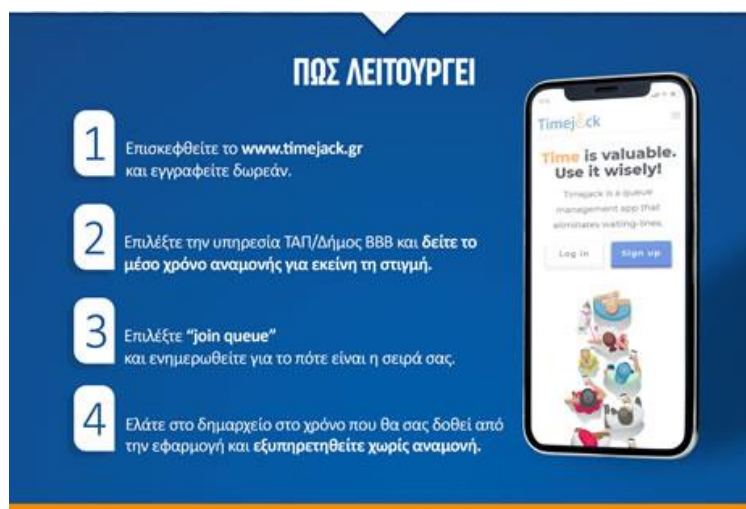 ΠΩΣ ΛΕΙΤΟΥΡΓΕΙ
1
Επισκεφθείτε το www.timejack.gr
και εγγραφείτε δωρεάν.
2
Επιλέξτε την υπηρεσία ΤΑΠ/Δήμος ΒΒΒ και δείτε το
μέσο χρόνο αναμονής για εκείνη τη στιγμή.
3
Επιλέξτε “join queue”
και ενημερωθείτε για το πότε είναι η σειρά σας.
4
Ελάτε στο δημαρχείο στο χρόνο που θα σας δοθεί από
την εφαρμογή και εξυπηρετηθείτε χωρίς αναμονή.
Timejack
Time is valuable.
Use it wisely!
Timejack is a queue
management app that
eliminates waiting-lines.
Log in
Sign up